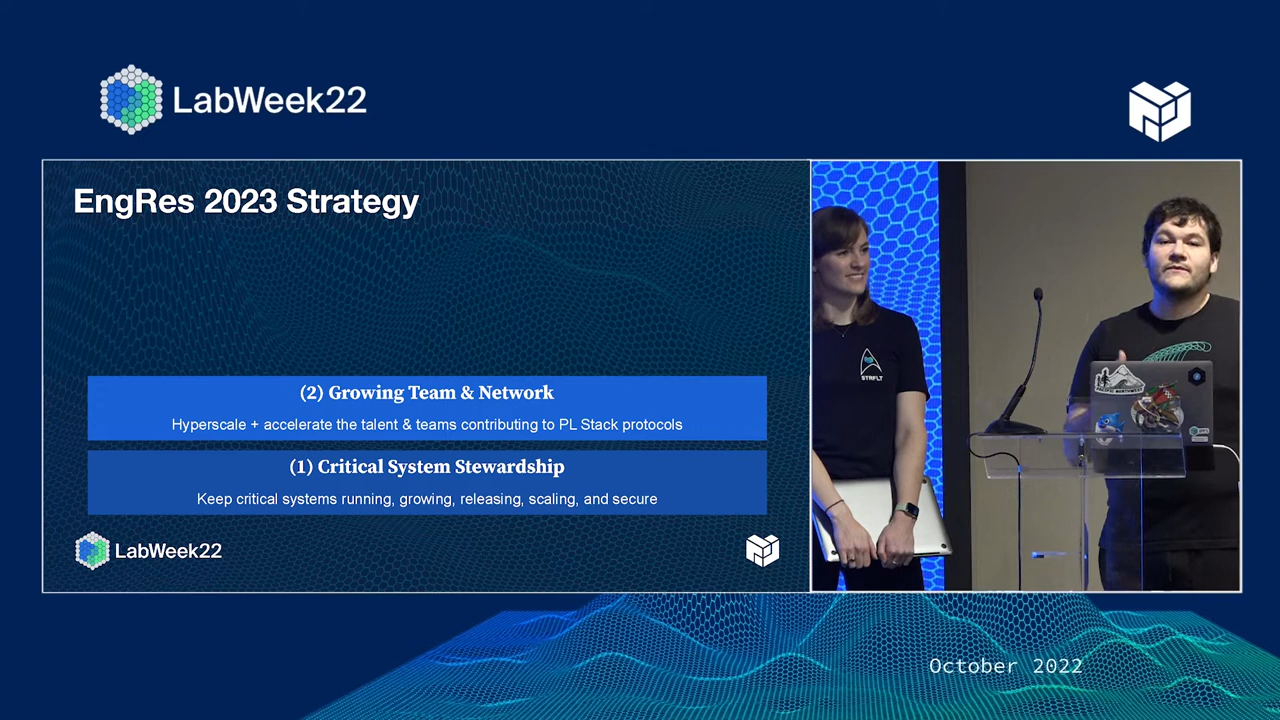 LabWeek22
EngRes 2023 Strategy
(2) Growing Team & Network
Hyperscale + accelerate the talent & teams contributing to PL Stack protocols
(1) Critical System Stewardship
Keep critical systems running, growing, releasing, scaling, and secure
LabWeek22
STRFLT
October 2022